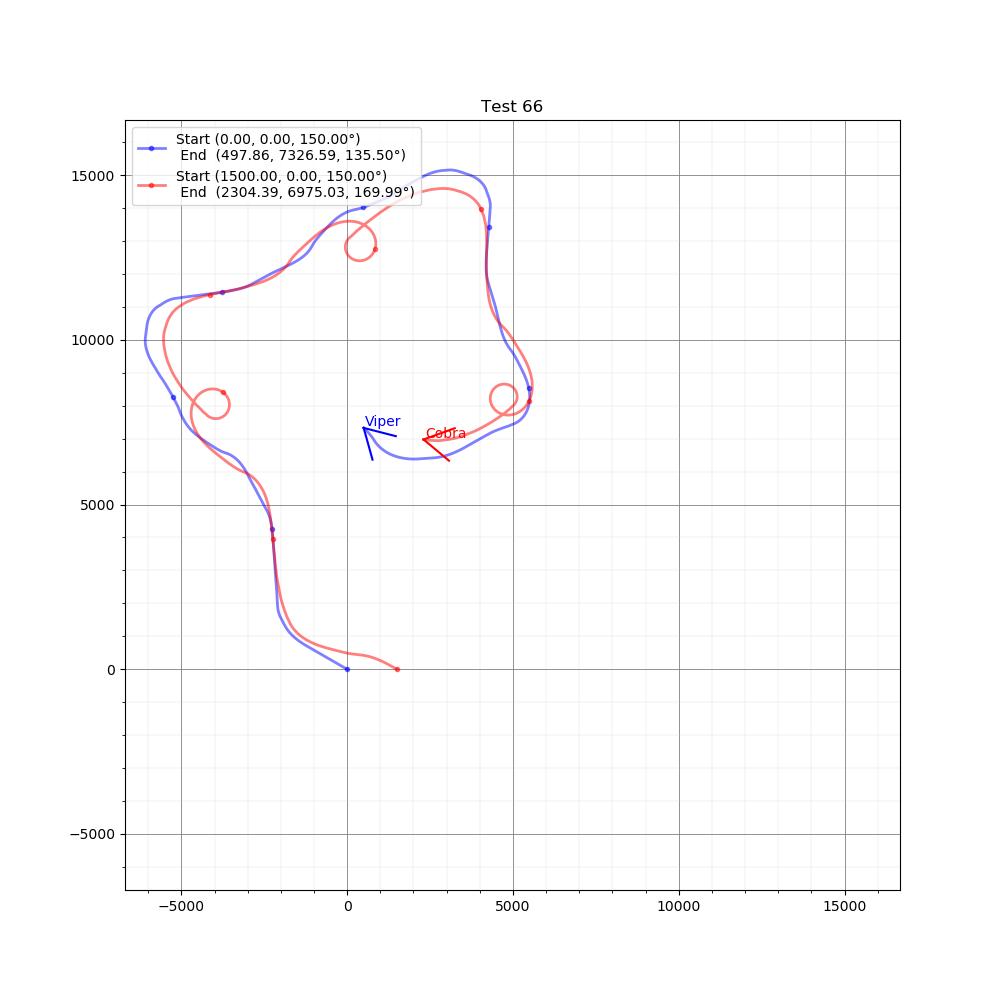 Test 66
Start (0.00, 0.00, 150.00°)
End (497.86, 7326.59, 135.50°)
Start (1500.00, 0.00, 150.00°)
End (2304.39, 6975.03, 169.99°)
15000
10000
5000
0
−5000
Viper
Cobra
−5000 0 5000 10000 15000